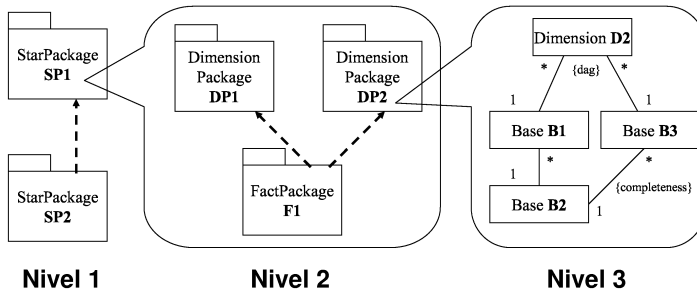 StarPackage
SP1
StarPackage
SP2
Nivel 1
Dimension
Package
DP1
Dimension
Package
DP2
FactPackage
F1
Nivel 2
Dimension D2
*
{dag}
*
1
1
Base B1
Base B3
*
*
1
{completeness}
Base B2
1
Nivel 3